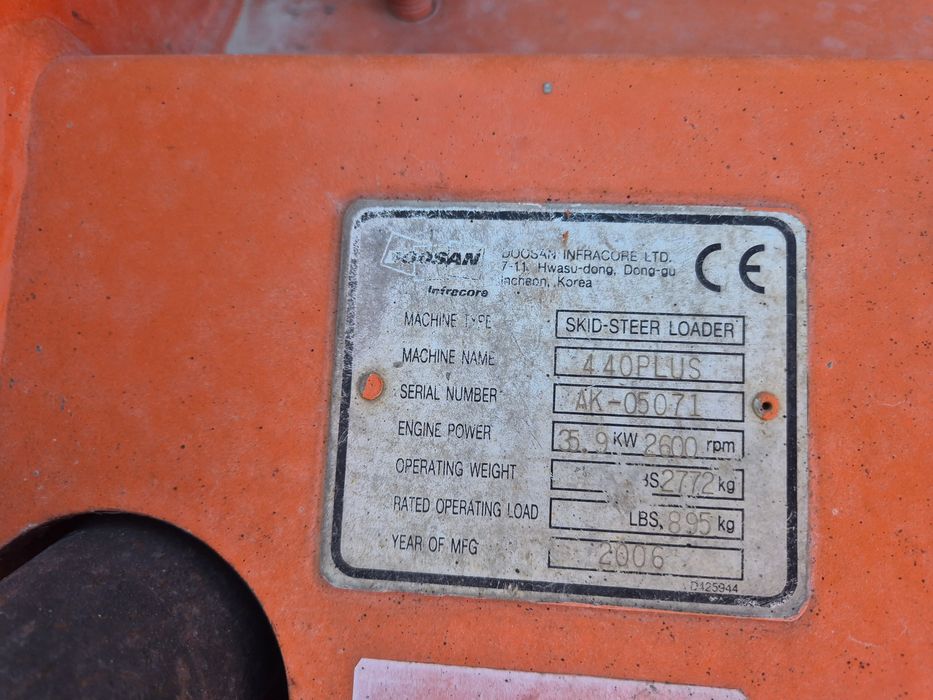 DOOSAN
Infracore
DOOSAN INFRACORE LTD.
7-11, Hwasu-dong, Dong-gu
Incheon, Korea
CE
MACHINE TYPE SKID-STEER LOADER
MACHINE NAME 440PLUS
SERIAL NUMBER AK-05071
ENGINE POWER 35.9 KW 2600 rpm
OPERATING WEIGHT 2772 kg
RATED OPERATING LOAD LBS, 895 kg
YEAR OF MFG 2006
D125944